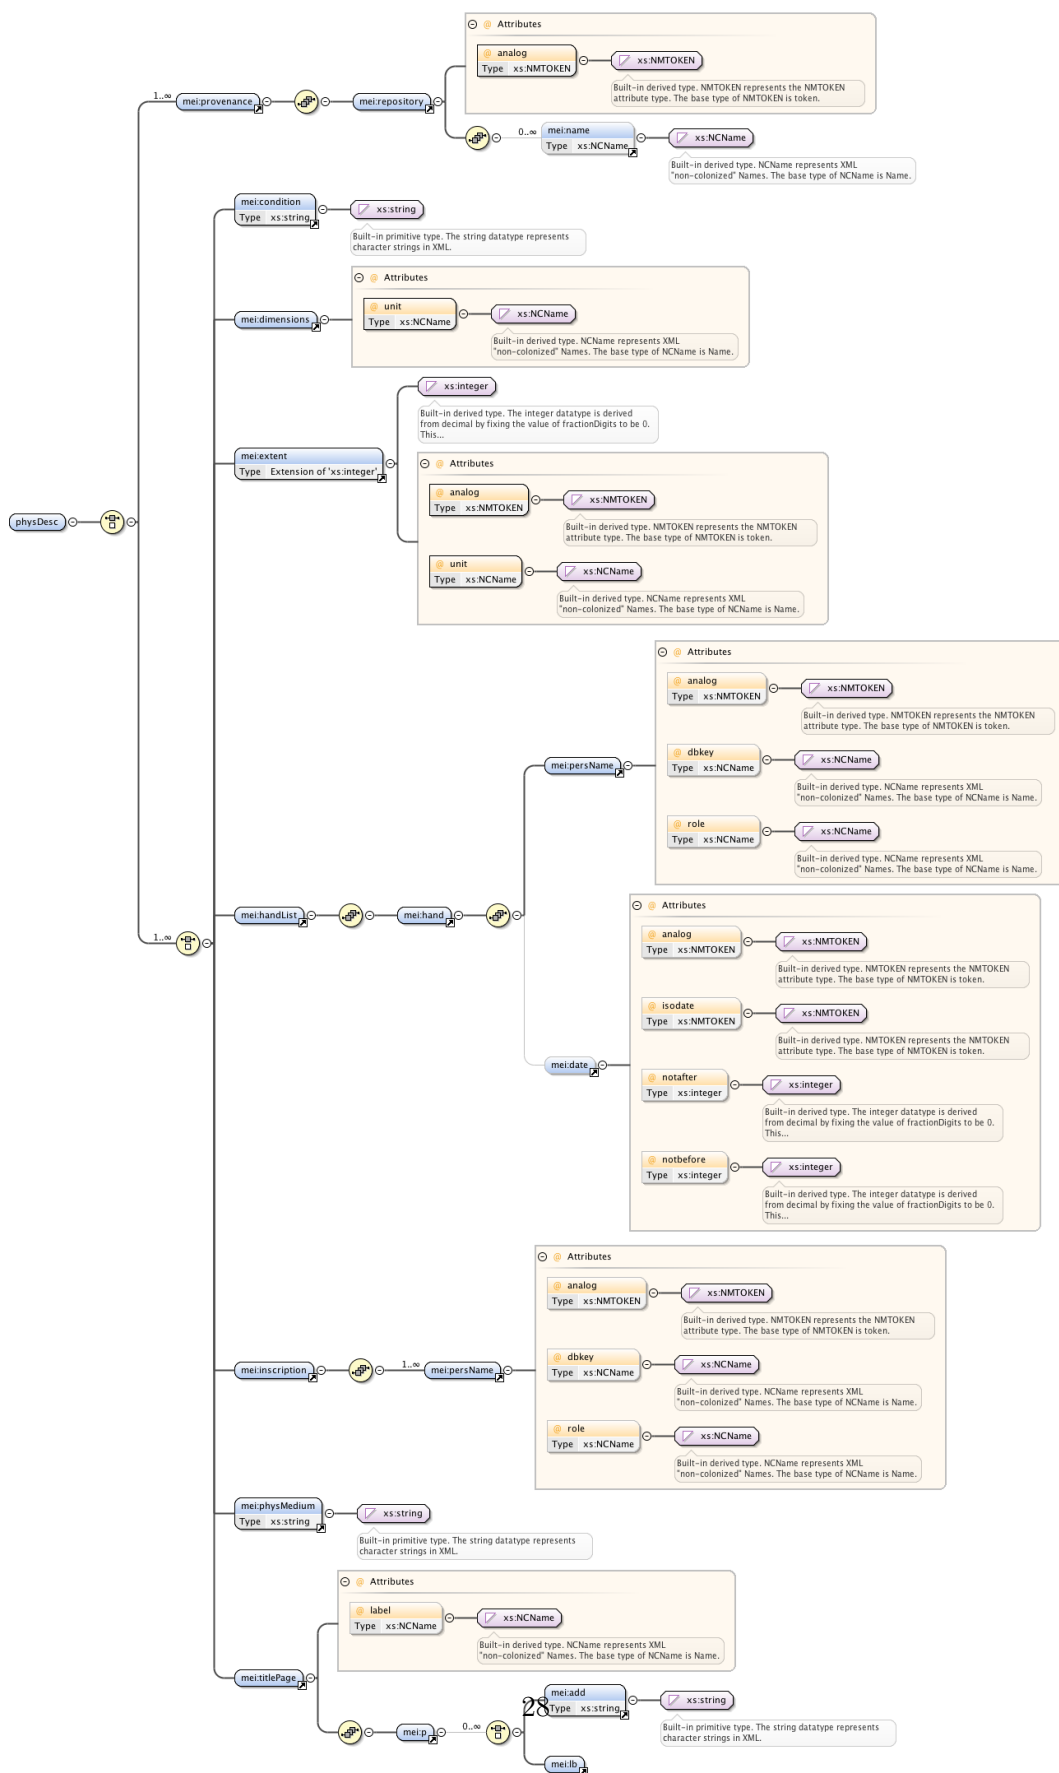 @ Attributes
@ analog
Type xs:NMTOKEN
xs:NMTOKEN
Built-in derived type. NMTOKEN represents the NMTOKEN
attribute type. The base type of NMTOKEN is token.
1..∞
mei:provenance
mei:repository
0..∞
mei:name
Type xs:NCName
xs:NCName
Built-in derived type. NCName represents XML
"non-colonized" Names. The base type of NCName is Name.
mei:condition
Type xs:string
xs:string
Built-in primitive type. The string datatype represents
character strings in XML.
@ Attributes
mei:dimensions
@ unit
Type xs:NCName
xs:NCName
Built-in derived type. NCName represents XML
"non-colonized" Names. The base type of NCName is Name.
xs:integer
Built-in derived type. The integer datatype is derived
from decimal by fixing the value of fractionDigits to be 0.
This...
mei:extent
Type Extension of 'xs:integer'
@ Attributes
@ analog
Type xs:NMTOKEN
xs:NMTOKEN
Built-in derived type. NMTOKEN represents the NMTOKEN
attribute type. The base type of NMTOKEN is token.
physDesc
@ unit
Type xs:NCName
xs:NCName
Built-in derived type. NCName represents XML
"non-colonized" Names. The base type of NCName is Name.
@ Attributes
@ analog
Type xs:NMTOKEN
xs:NMTOKEN
Built-in derived type. NMTOKEN represents the NMTOKEN
attribute type. The base type of NMTOKEN is token.
mei:persName
@ dbkey
Type xs:NCName
xs:NCName
Built-in derived type. NCName represents XML
"non-colonized" Names. The base type of NCName is Name.
@ role
Type xs:NCName
xs:NCName
Built-in derived type. NCName represents XML
"non-colonized" Names. The base type of NCName is Name.
mei:handList
mei:hand
1..∞
@ Attributes
@ analog
Type xs:NMTOKEN
xs:NMTOKEN
Built-in derived type. NMTOKEN represents the NMTOKEN
attribute type. The base type of NMTOKEN is token.
@ isodate
Type xs:NMTOKEN
xs:NMTOKEN
Built-in derived type. NMTOKEN represents the NMTOKEN
attribute type. The base type of NMTOKEN is token.
mei:date
@ notafter
Type xs:integer
xs:integer
Built-in derived type. The integer datatype is derived
from decimal by fixing the value of fractionDigits to be 0.
This...
@ notbefore
Type xs:integer
xs:integer
Built-in derived type. The integer datatype is derived
from decimal by fixing the value of fractionDigits to be 0.
This...
@ Attributes
@ analog
Type xs:NMTOKEN
xs:NMTOKEN
Built-in derived type. NMTOKEN represents the NMTOKEN
attribute type. The base type of NMTOKEN is token.
mei:inscription
1..∞
mei:persName
@ dbkey
Type xs:NCName
xs:NCName
Built-in derived type. NCName represents XML
"non-colonized" Names. The base type of NCName is Name.
@ role
Type xs:NCName
xs:NCName
Built-in derived type. NCName represents XML
"non-colonized" Names. The base type of NCName is Name.
mei:physMedium
Type xs:string
xs:string
Built-in primitive type. The string datatype represents
character strings in XML.
@ Attributes
@ label
Type xs:NCName
xs:NCName
Built-in derived type. NCName represents XML
"non-colonized" Names. The base type of NCName is Name.
mei:titlePage
mei:p
0..∞
mei:add
Type xs:string
xs:string
Built-in primitive type. The string datatype represents
character strings in XML.
28
mei:lb